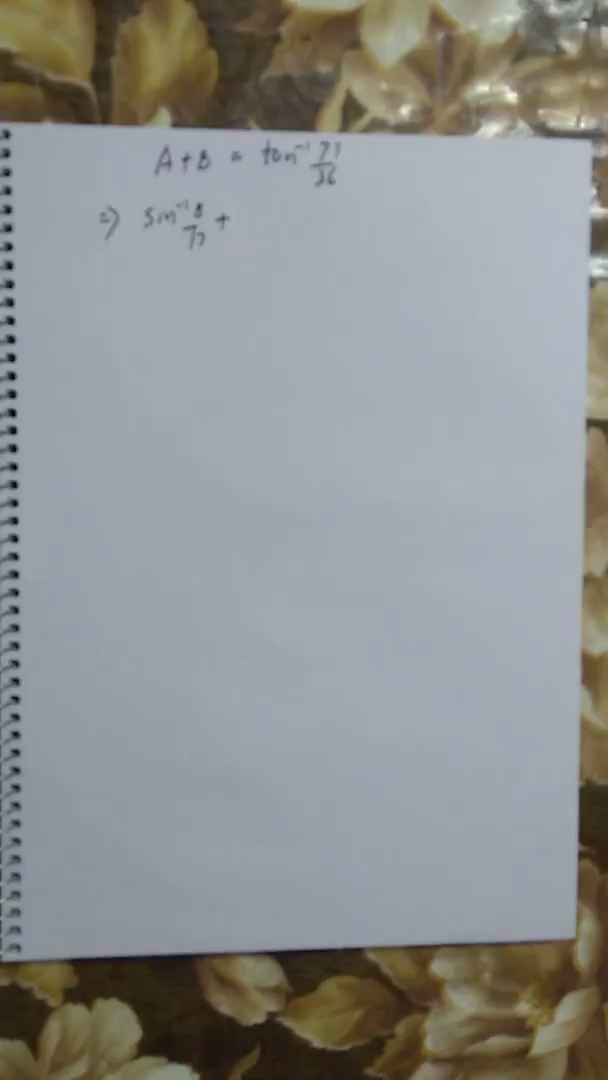 A+B = tan⁻¹ 77/36
=) sin⁻¹ 8/17 +